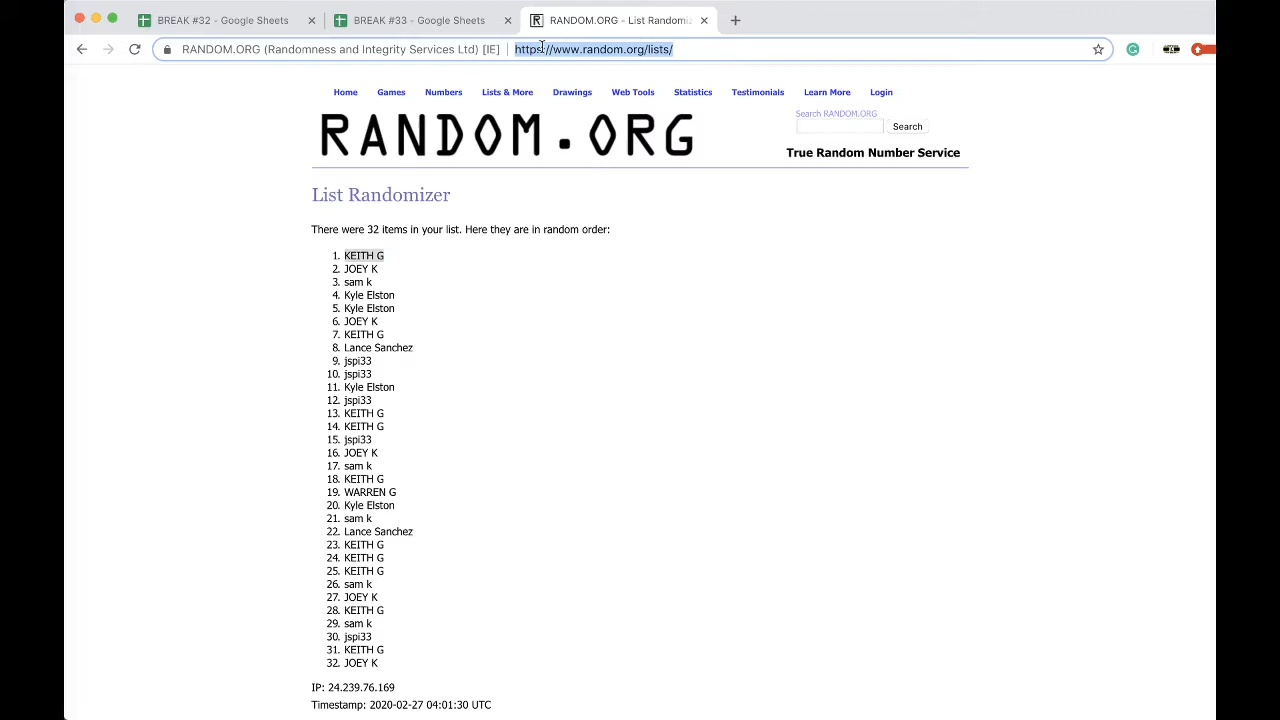 BREAK #32 - Google Sheets
BREAK #33 - Google Sheets
RANDOM.ORG - List Randomiz
RANDOM.ORG (Randomness and Integrity Services Ltd) [IE] | https://www.random.org/lists/
Home Games Numbers Lists & More Drawings Web Tools Statistics Testimonials Learn More Login
Search RANDOM.ORG
Search
RANDOM.ORG
True Random Number Service
List Randomizer
There were 32 items in your list. Here they are in random order:
1. KEITH G
2. JOEY K
3. sam k
4. Kyle Elston
5. Kyle Elston
6. JOEY K
7. KEITH G
8. Lance Sanchez
9. jspi33
10. jspi33
11. Kyle Elston
12. jspi33
13. KEITH G
14. KEITH G
15. jspi33
16. JOEY K
17. sam k
18. KEITH G
19. WARREN G
20. Kyle Elston
21. sam k
22. Lance Sanchez
23. KEITH G
24. KEITH G
25. KEITH G
26. sam k
27. JOEY K
28. KEITH G
29. sam k
30. jspi33
31. KEITH G
32. JOEY K
IP: 24.239.76.169
Timestamp: 2020-02-27 04:01:30 UTC